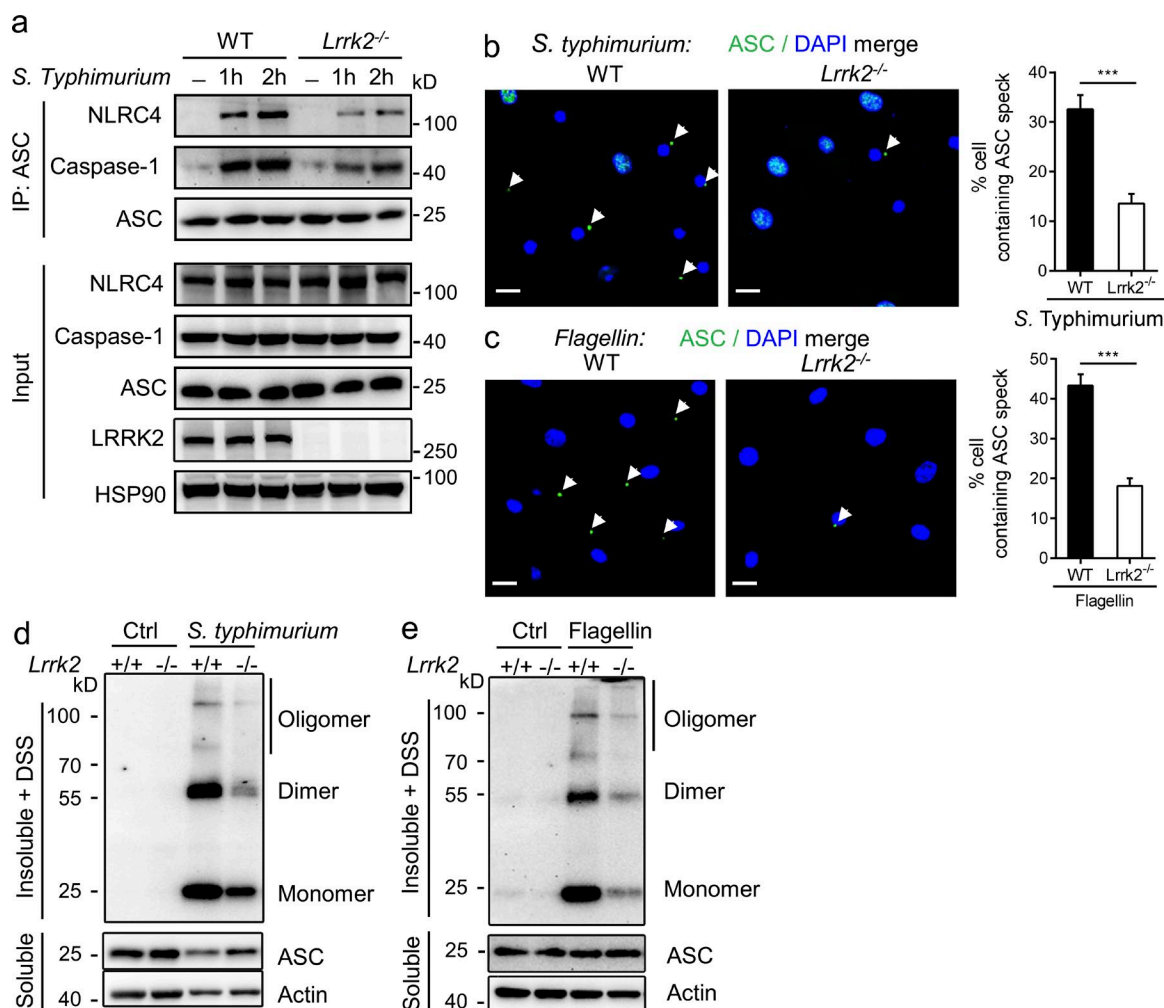 a
WT Lrrk2-/-
S. Typhimurium – 1h 2h – 1h 2h kD
IP: ASC
NLRC4 -100
Caspase-1 -40
ASC -25
Input
NLRC4 -100
Caspase-1 -40
ASC -25
LRRK2 -250
HSP90 -100
b
S. typhimurium: ASC / DAPI merge
WT Lrrk2-/-
% cell
containing ASC speck
40
30
20
10
0
***
WT Lrrk2-/-
S. Typhimurium
c
Flagellin: ASC / DAPI merge
WT Lrrk2-/-
% cell
containing ASC speck
50
40
30
20
10
0
***
WT Lrrk2-/-
Flagellin
d
Ctrl S. typhimurium
Lrrk2 +/+ -/- +/+ -/-
kD
Insoluble + DSS
100 -
70 -
55 -
25 -
Oligomer
Dimer
Monomer
Soluble
25 - ASC
40 - Actin
e
Ctrl Flagellin
+/+ -/- +/+ -/-
kD
Insoluble + DSS
100 -
70 -
55 -
25 -
Oligomer
Dimer
Monomer
Soluble
25 - ASC
40 - Actin